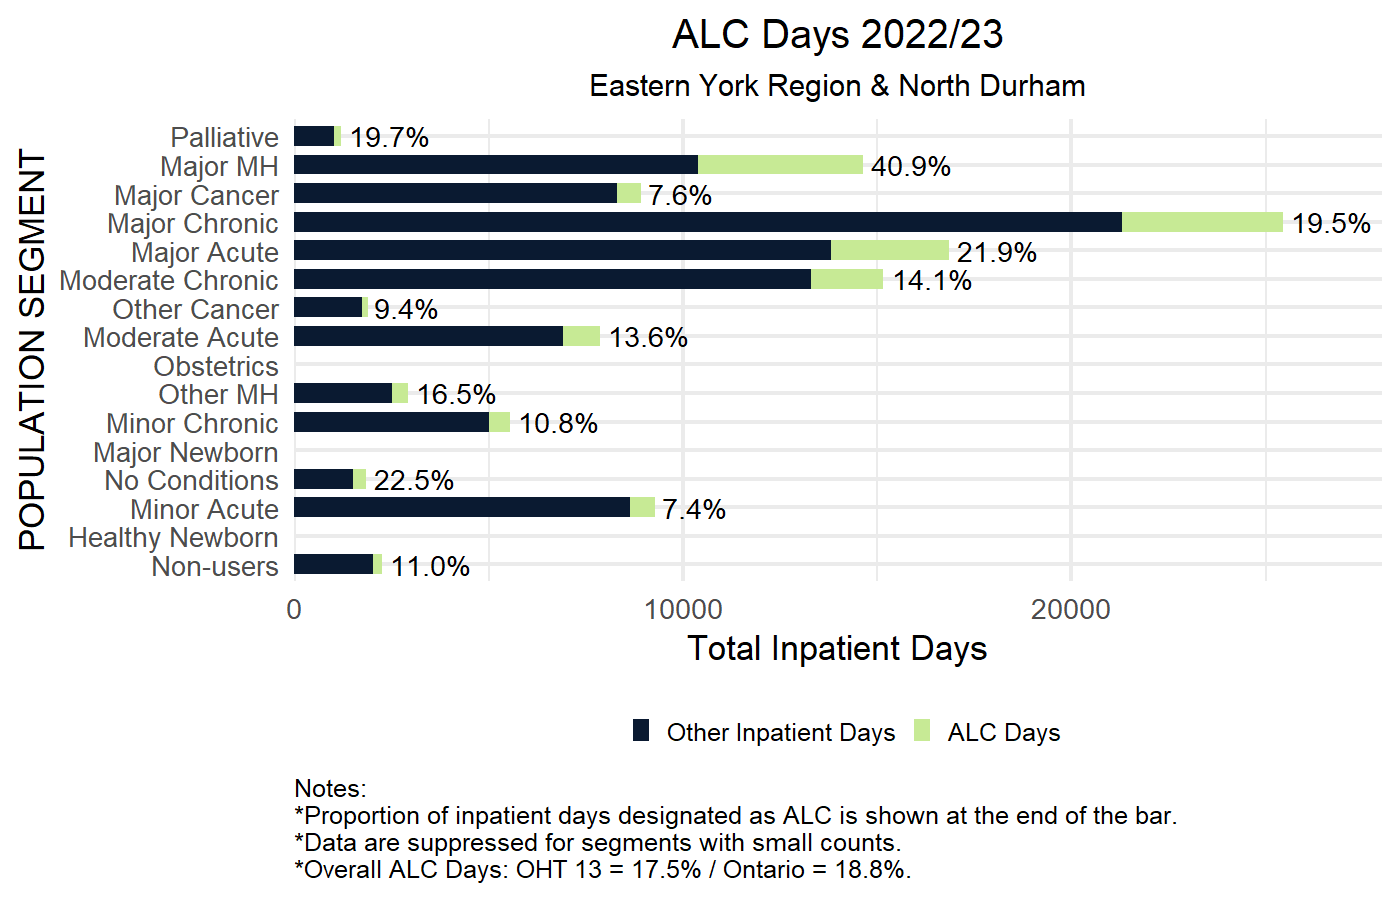 ALC Days 2022/23
Eastern York Region & North Durham
POPULATION SEGMENT
Palliative 19.7%
Major MH 40.9%
Major Cancer 7.6%
Major Chronic 19.5%
Major Acute 21.9%
Moderate Chronic 14.1%
Other Cancer 9.4%
Moderate Acute 13.6%
Obstetrics
Other MH 16.5%
Minor Chronic 10.8%
Major Newborn
No Conditions 22.5%
Minor Acute 7.4%
Healthy Newborn
Non-users 11.0%
0 10000 20000
Total Inpatient Days
Other Inpatient Days ALC Days
Notes:
*Proportion of inpatient days designated as ALC is shown at the end of the bar.
*Data are suppressed for segments with small counts.
*Overall ALC Days: OHT 13 = 17.5% / Ontario = 18.8%.